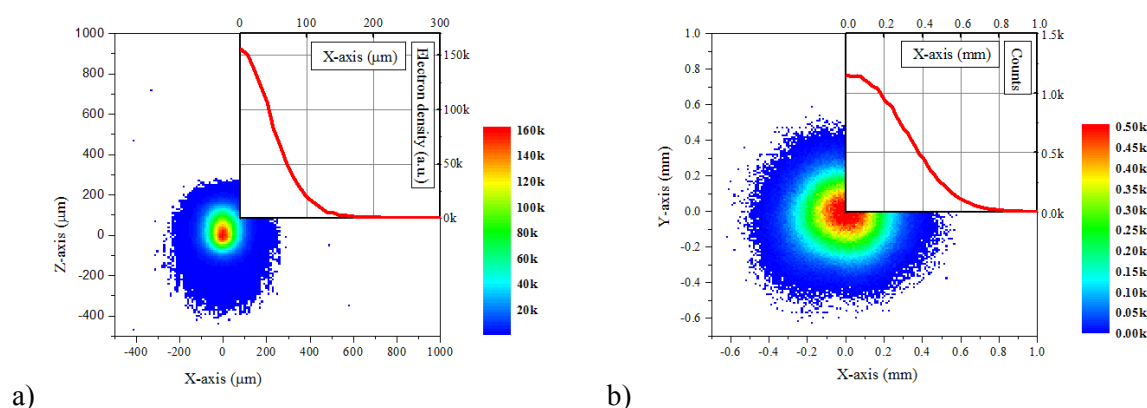 0 100 200 300
X-axis (μm)
Electron density (a.u.)
150k
100k
50k
0k
1000
800
600
400
200
0
-200
-400
Z-axis (μm)
-400 -200 0 200 400 600 800 1000
X-axis (μm)
160k
140k
120k
100k
80k
60k
40k
20k
a)
0.0 0.2 0.4 0.6 0.8 1.0
X-axis (mm)
Counts
1.5k
1.0k
0.5k
0.0k
1.0
0.8
0.6
0.4
0.2
0.0
-0.2
-0.4
-0.6
Y-axis (mm)
-0.6 -0.4 -0.2 0.0 0.2 0.4 0.6 0.8 1.0
X-axis (mm)
0.50k
0.45k
0.40k
0.35k
0.30k
0.25k
0.20k
0.15k
0.10k
0.05k
0.00k
b)